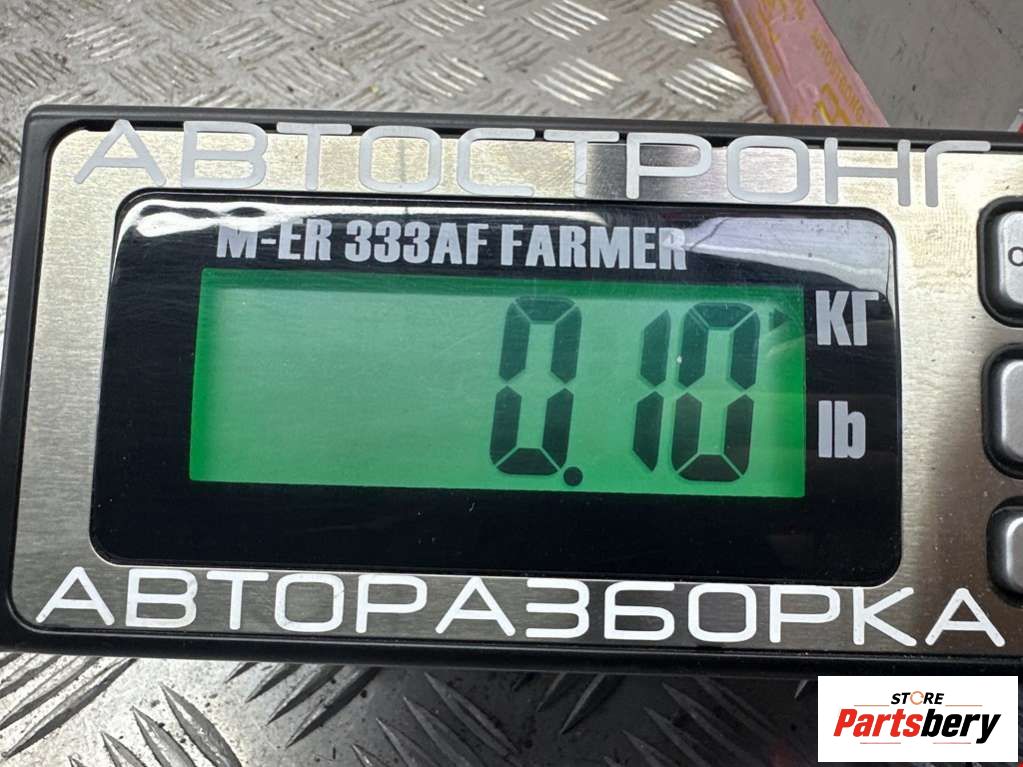 АВТОСТРОНГ
M-ER 333AF FARMER
0.10
КГ
lb
АВТОРАЗБОРКА
STORE
Partsbery